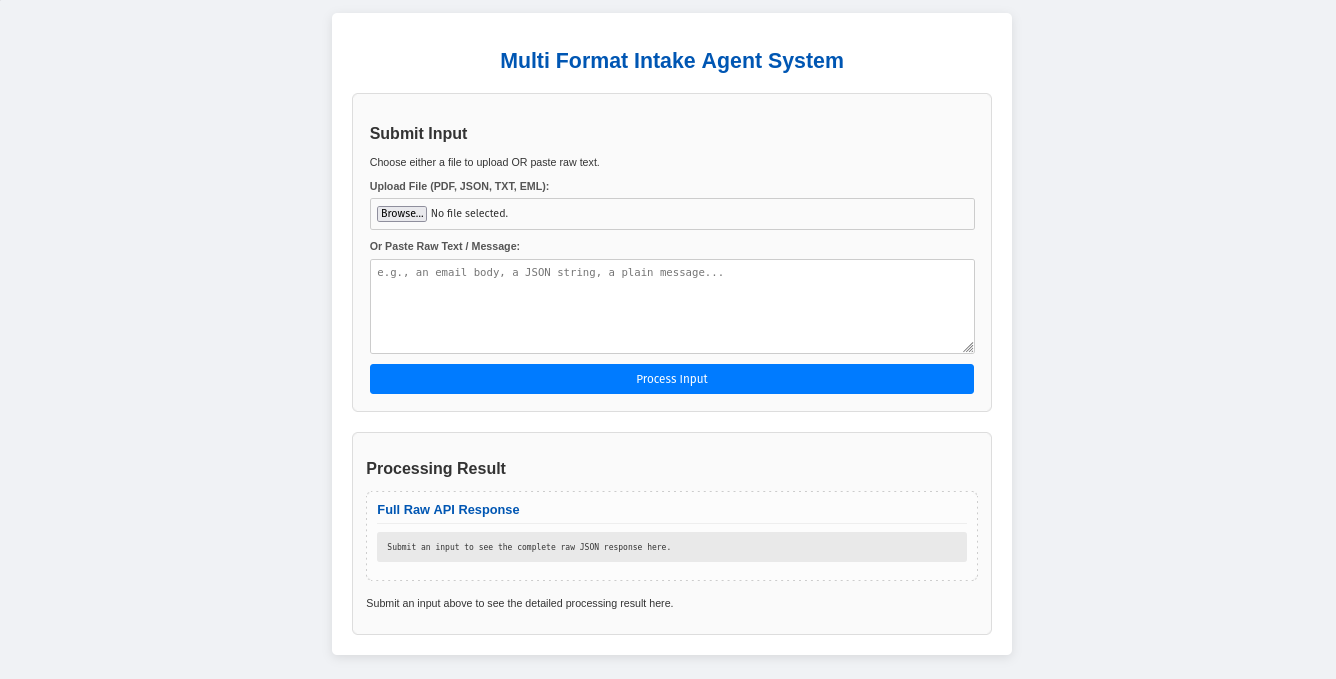 Multi Format Intake Agent System
Submit Input
Choose either a file to upload OR paste raw text.
Upload File (PDF, JSON, TXT, EML):
Browse... No file selected.
Or Paste Raw Text / Message:
e.g., an email body, a JSON string, a plain message...
Process Input
Processing Result
Full Raw API Response
Submit an input to see the complete raw JSON response here.
Submit an input above to see the detailed processing result here.